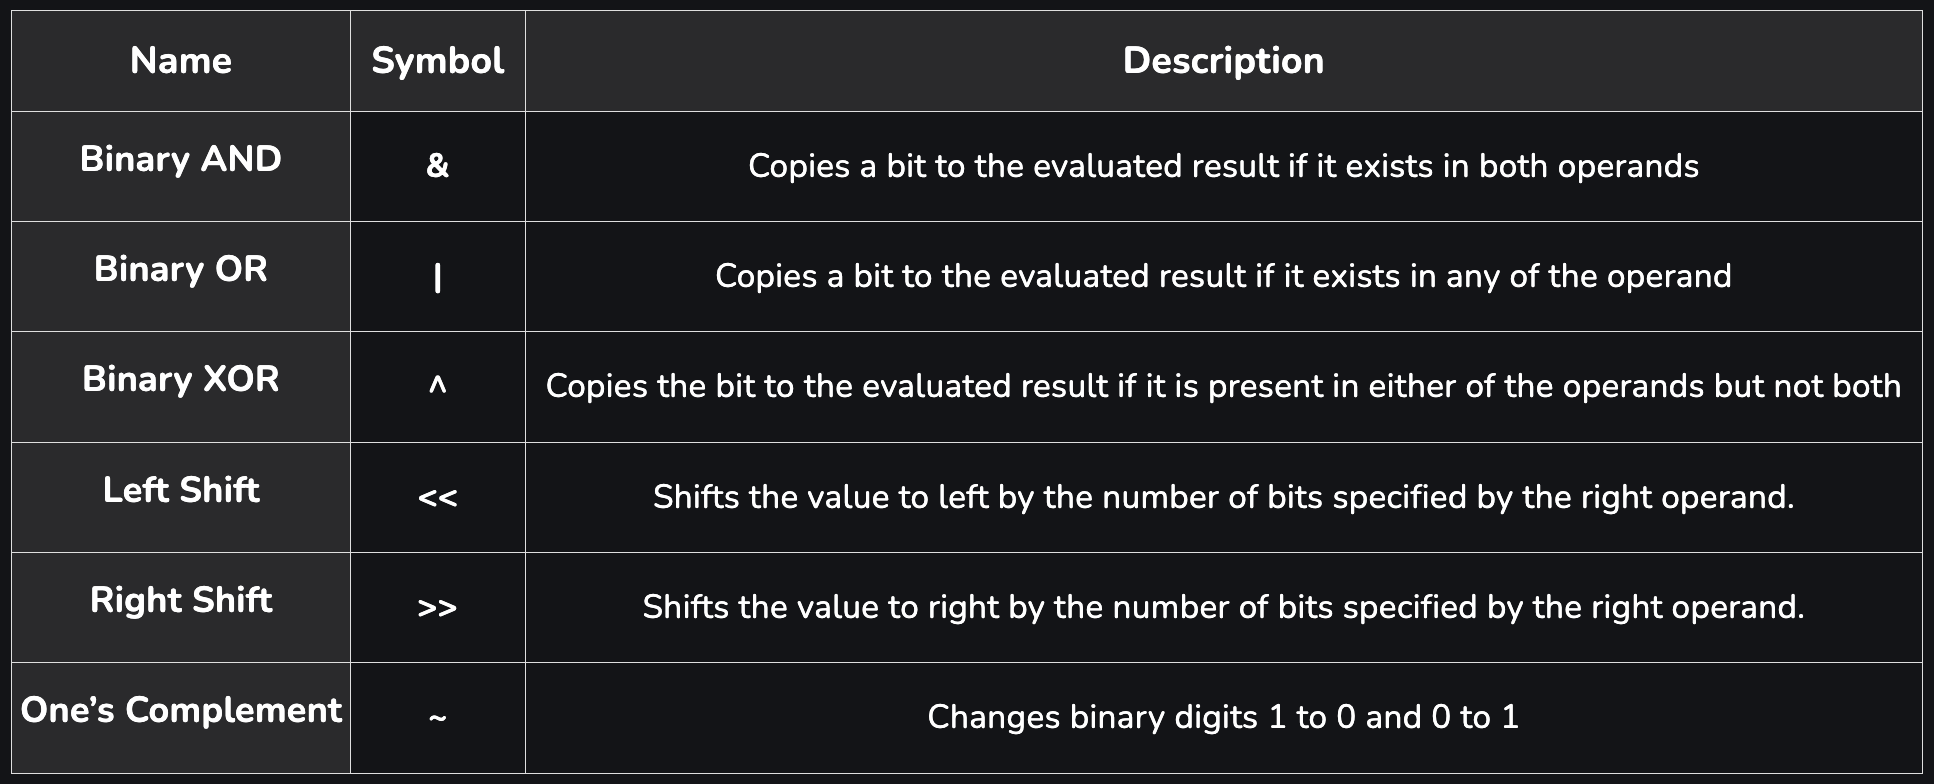 Name Symbol Description
Binary AND & Copies a bit to the evaluated result if it exists in both operands
Binary OR | Copies a bit to the evaluated result if it exists in any of the operand
Binary XOR ^ Copies the bit to the evaluated result if it is present in either of the operands but not both
Left Shift << Shifts the value to left by the number of bits specified by the right operand.
Right Shift >> Shifts the value to right by the number of bits specified by the right operand.
One’s Complement ~ Changes binary digits 1 to 0 and 0 to 1